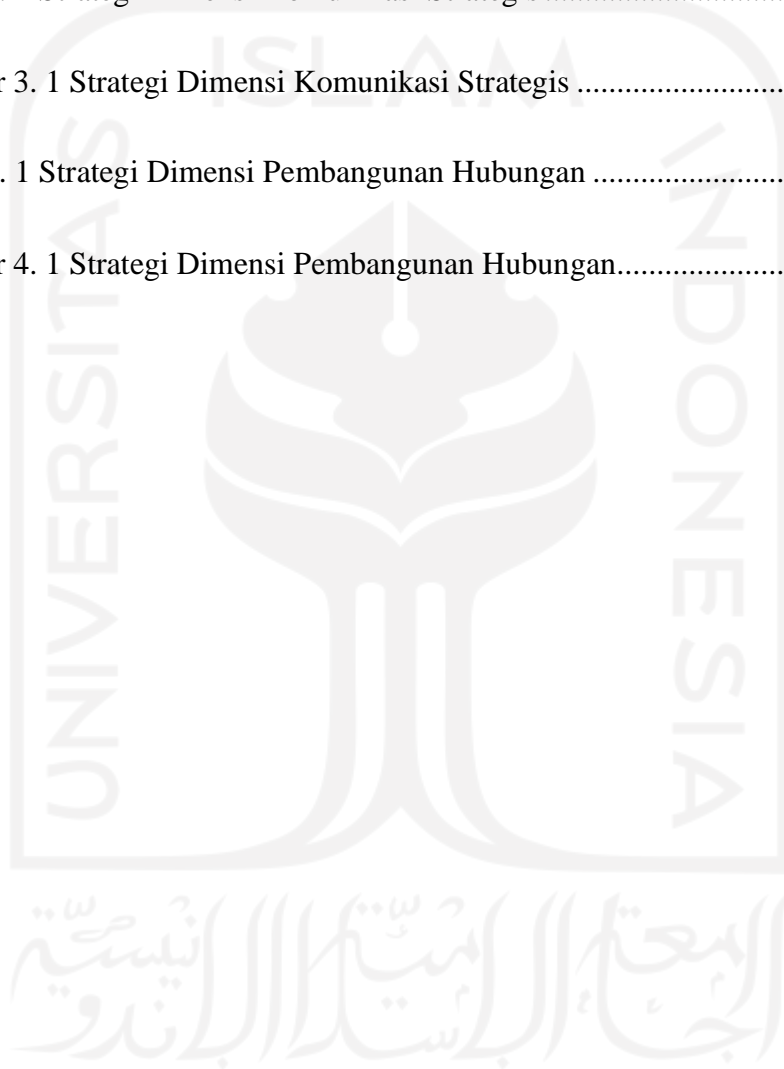 r 3. 1 Strategi Dimensi Komunikasi Strategis .......................
. 1 Strategi Dimensi Pembangunan Hubungan .....................
r 4. 1 Strategi Dimensi Pembangunan Hubungan.....................
ISLAM
UNIVERSITAS
INDONESIA